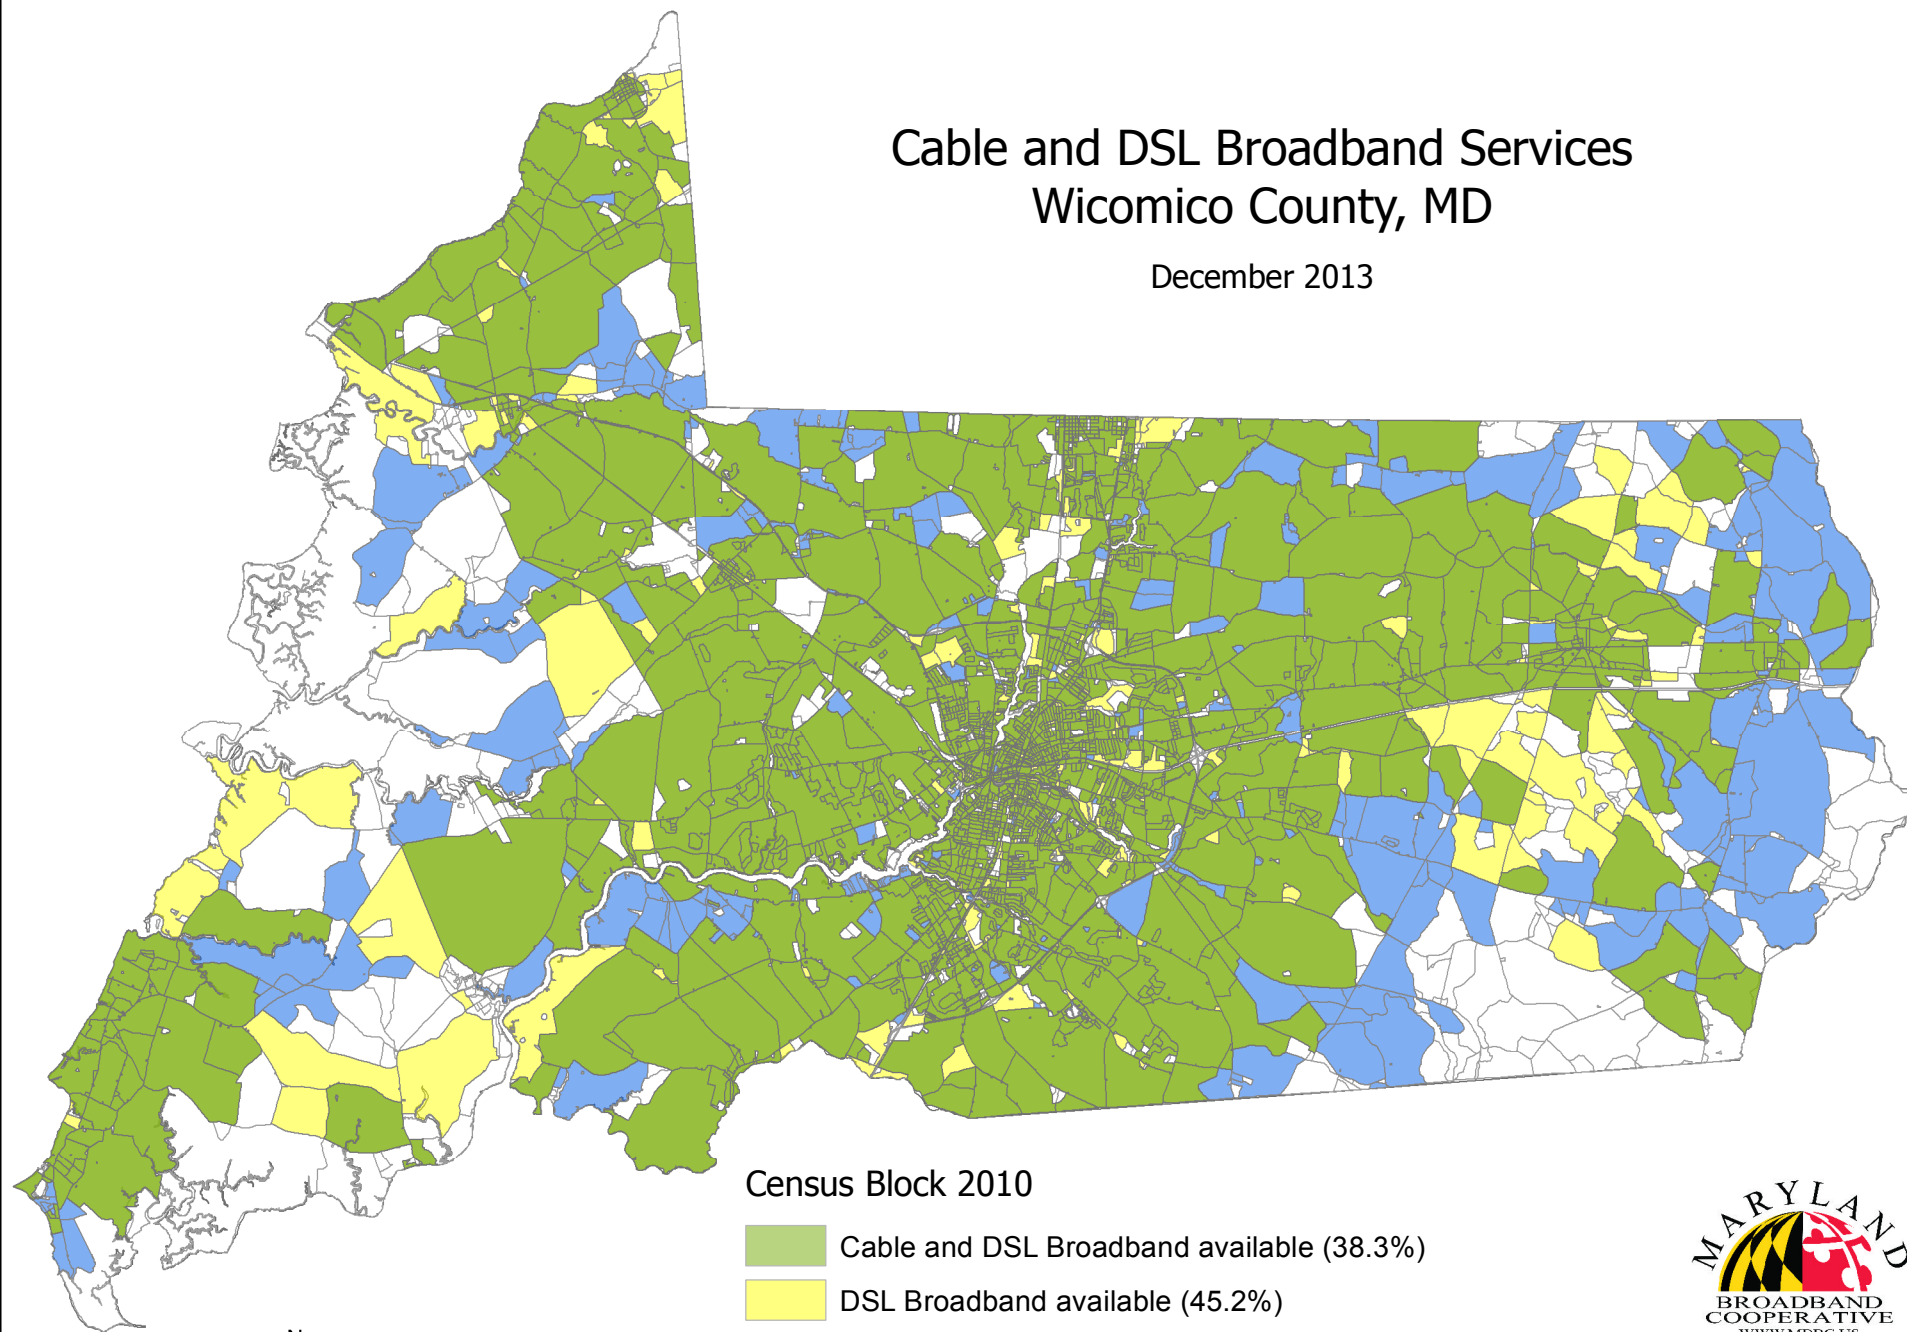 Cable and DSL Broadband Services
Wicomico County, MD
December 2013
Census Block 2010
Cable and DSL Broadband available (38.3%)
DSL Broadband available (45.2%)
MARYLAND
BROADBAND
COOPERATIVE